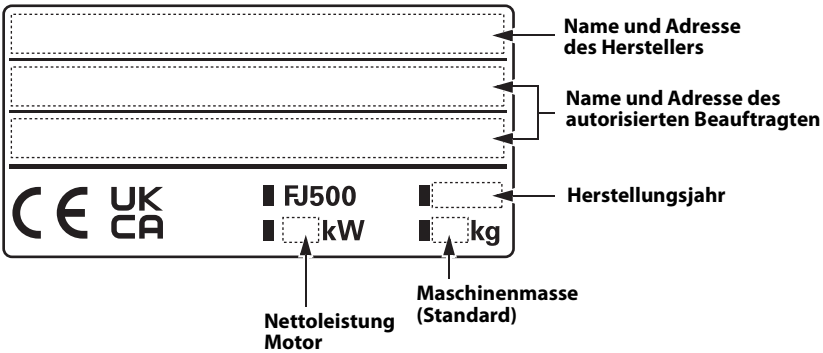 Name und Adresse
des Herstellers
Name und Adresse des
autorisierten Beauftragten
CE UK
CA
FJ500
Herstellungsjahr
kW
kg
Maschinenmasse
(Standard)
Nettoleistung
Motor